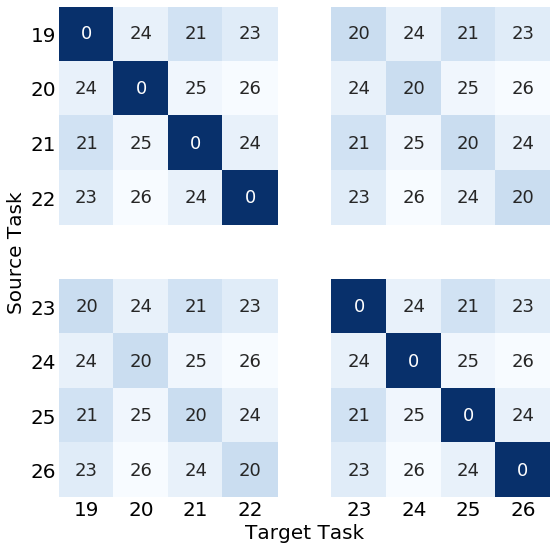 19 0 24 21 23 20 24 21 23
20 24 0 25 26 24 20 25 26
21 21 25 0 24 21 25 20 24
22 23 26 24 0 23 26 24 20
Source Task
23 20 24 21 23 0 24 21 23
24 24 20 25 26 24 0 25 26
25 21 25 20 24 21 25 0 24
26 23 26 24 20 23 26 24 0
19 20 21 22 23 24 25 26
Target Task